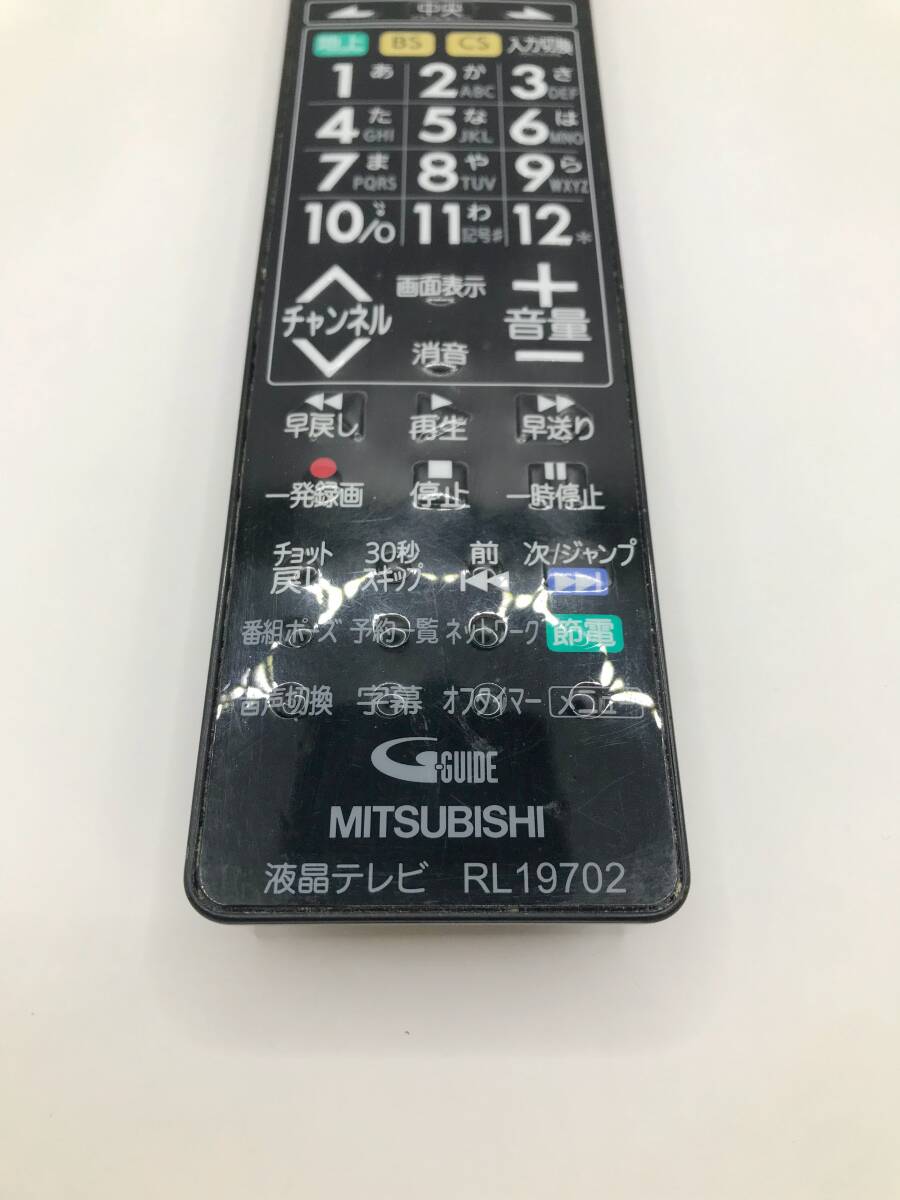 中央
地上 BS CS 入力切換
1 あ 2 か ABC 3 さ DEF
4 た GHI 5 な JKL 6 は MNO
7 ま PQRS 8 や TUV 9 ら WXYZ
10/0 ゛゜ 11 わ 記号♯ 12 *
画面表示 +
チャンネル 音量
消音 −
早戻し 再生 早送り
一発録画 停止 一時停止
チョット 30秒 前 次/ジャンプ
戻し スキップ
番組ポーズ 予約一覧 ネットワーク 節電
音声切換 字幕 オフタイマー メニュー
G-GUIDE
MITSUBISHI
液晶テレビ RL19702